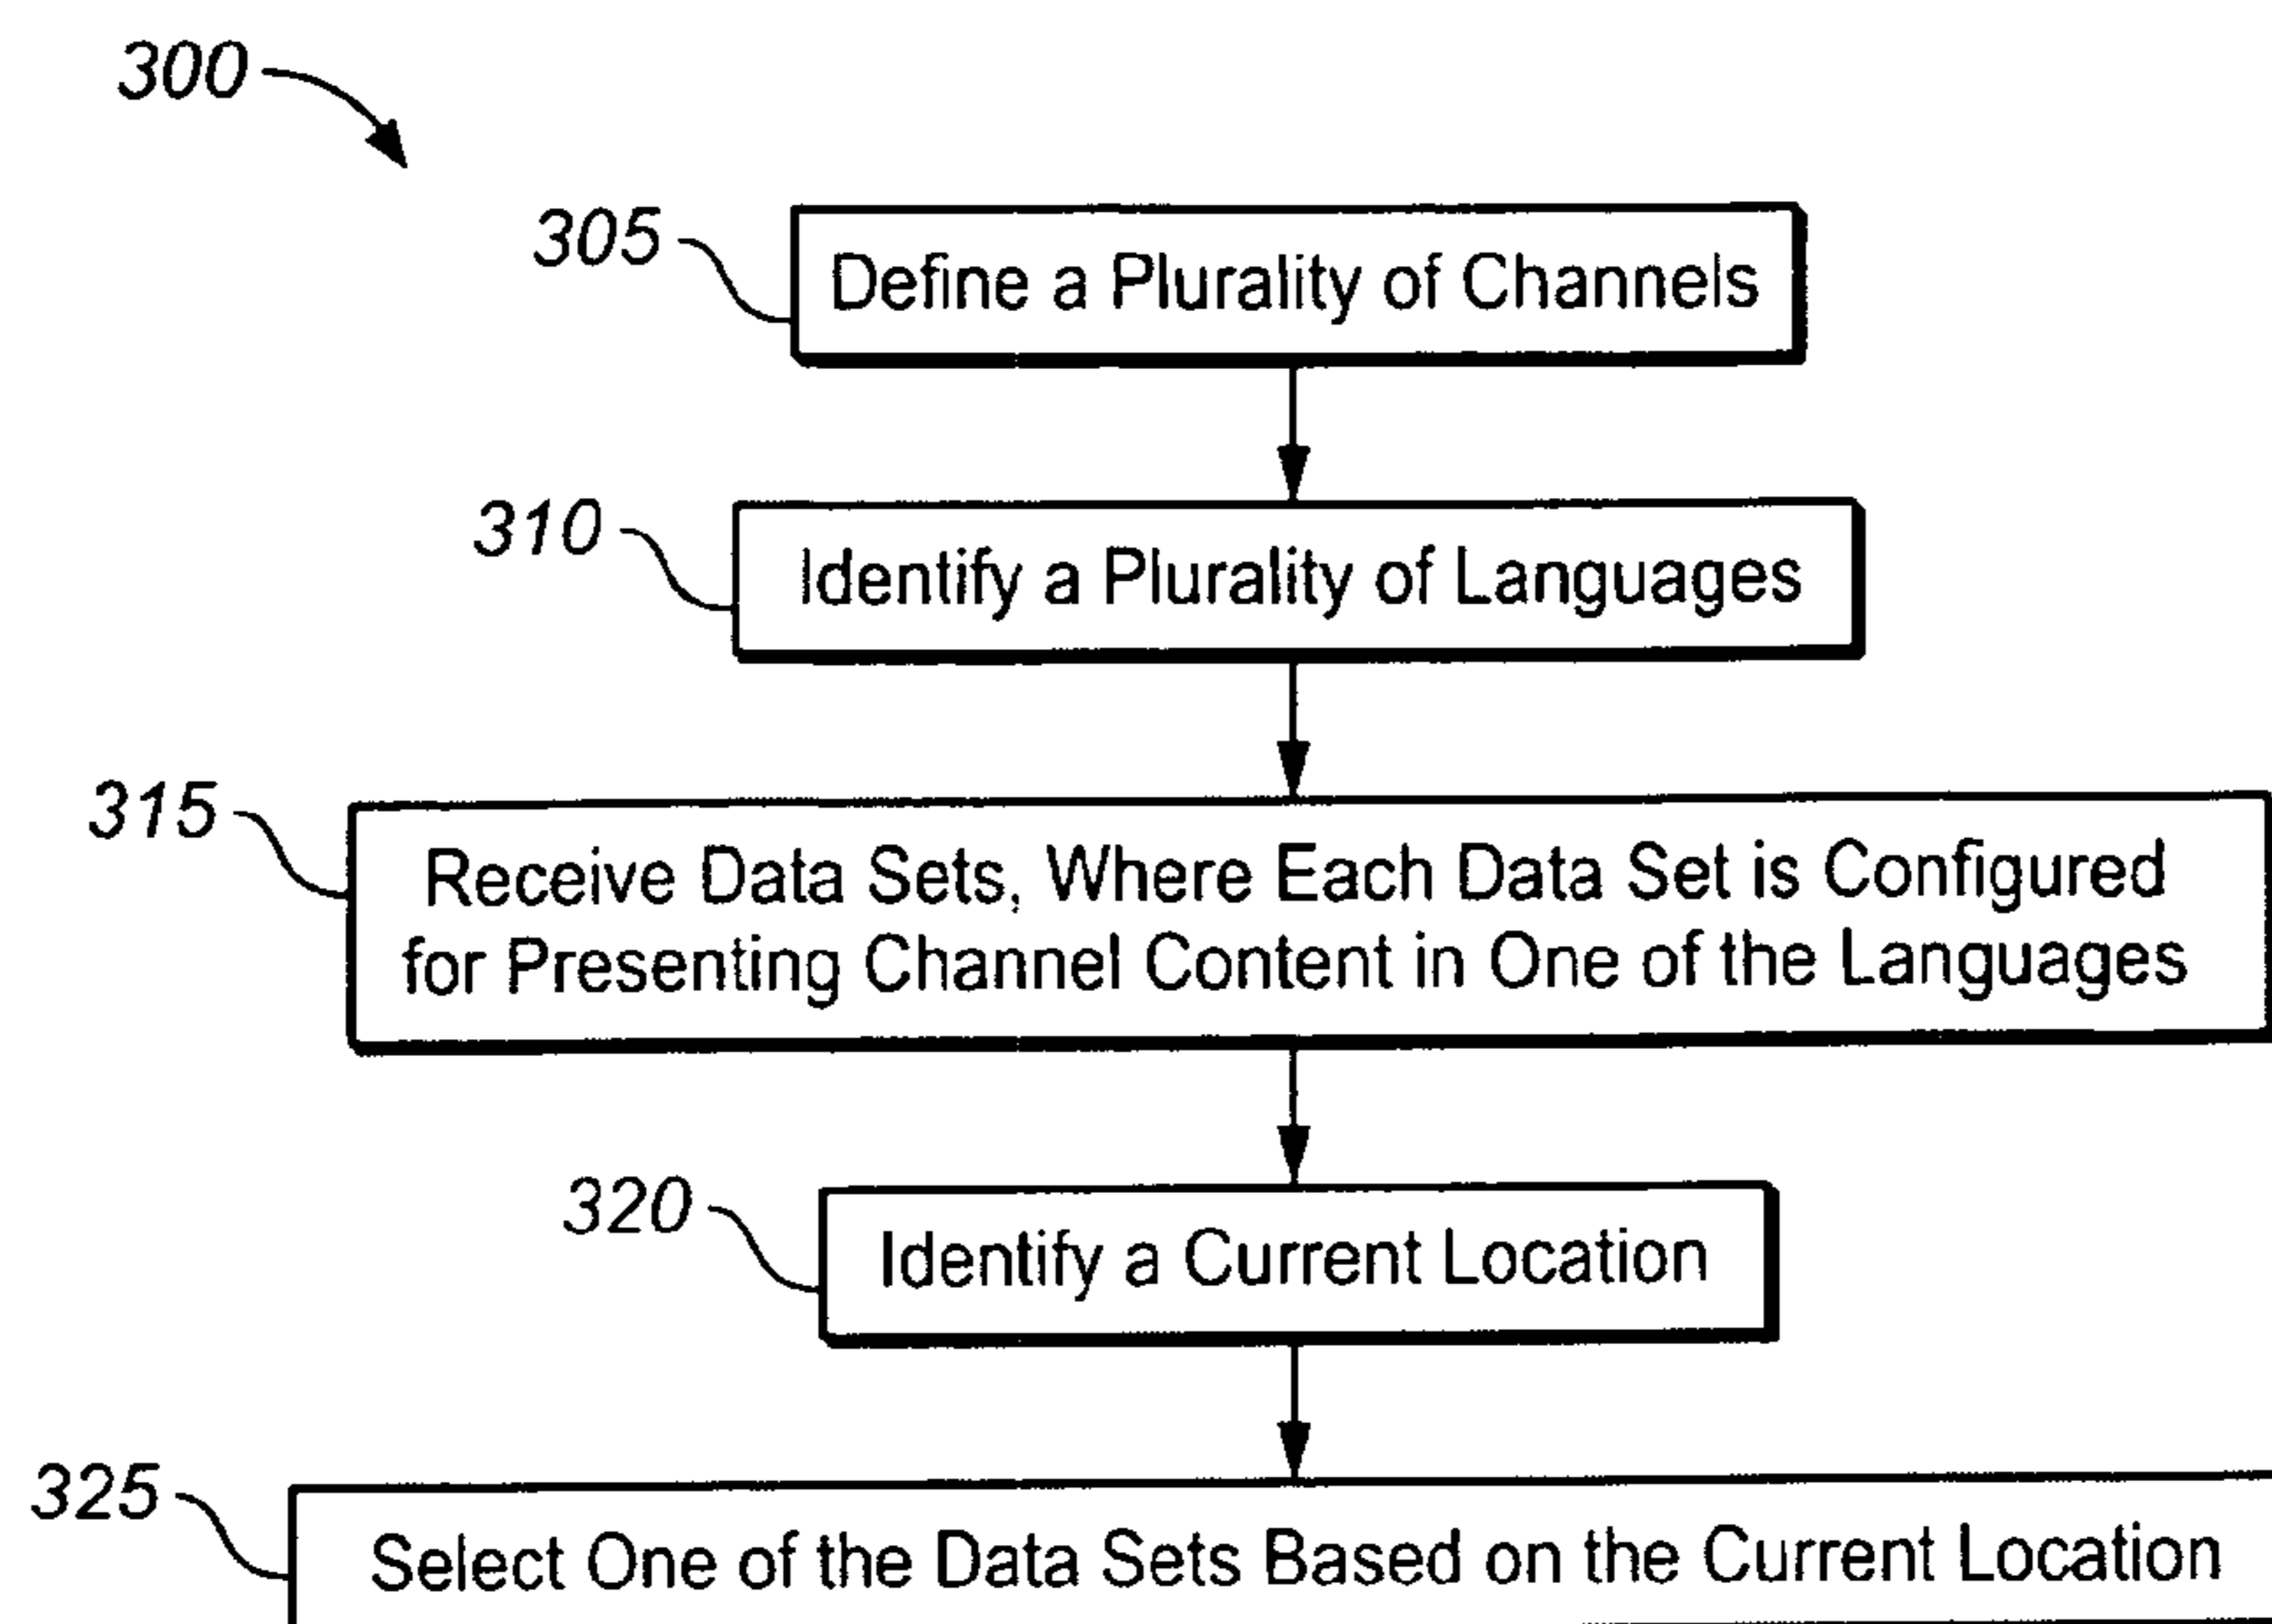 300
305
Define a Plurality of Channels
310
Identify a Plurality of Languages
315
Receive Data Sets, Where Each Data Set is Configured
for Presenting Channel Content in One of the Languages
320
Identify a Current Location
325
Select One of the Data Sets Based on the Current Location